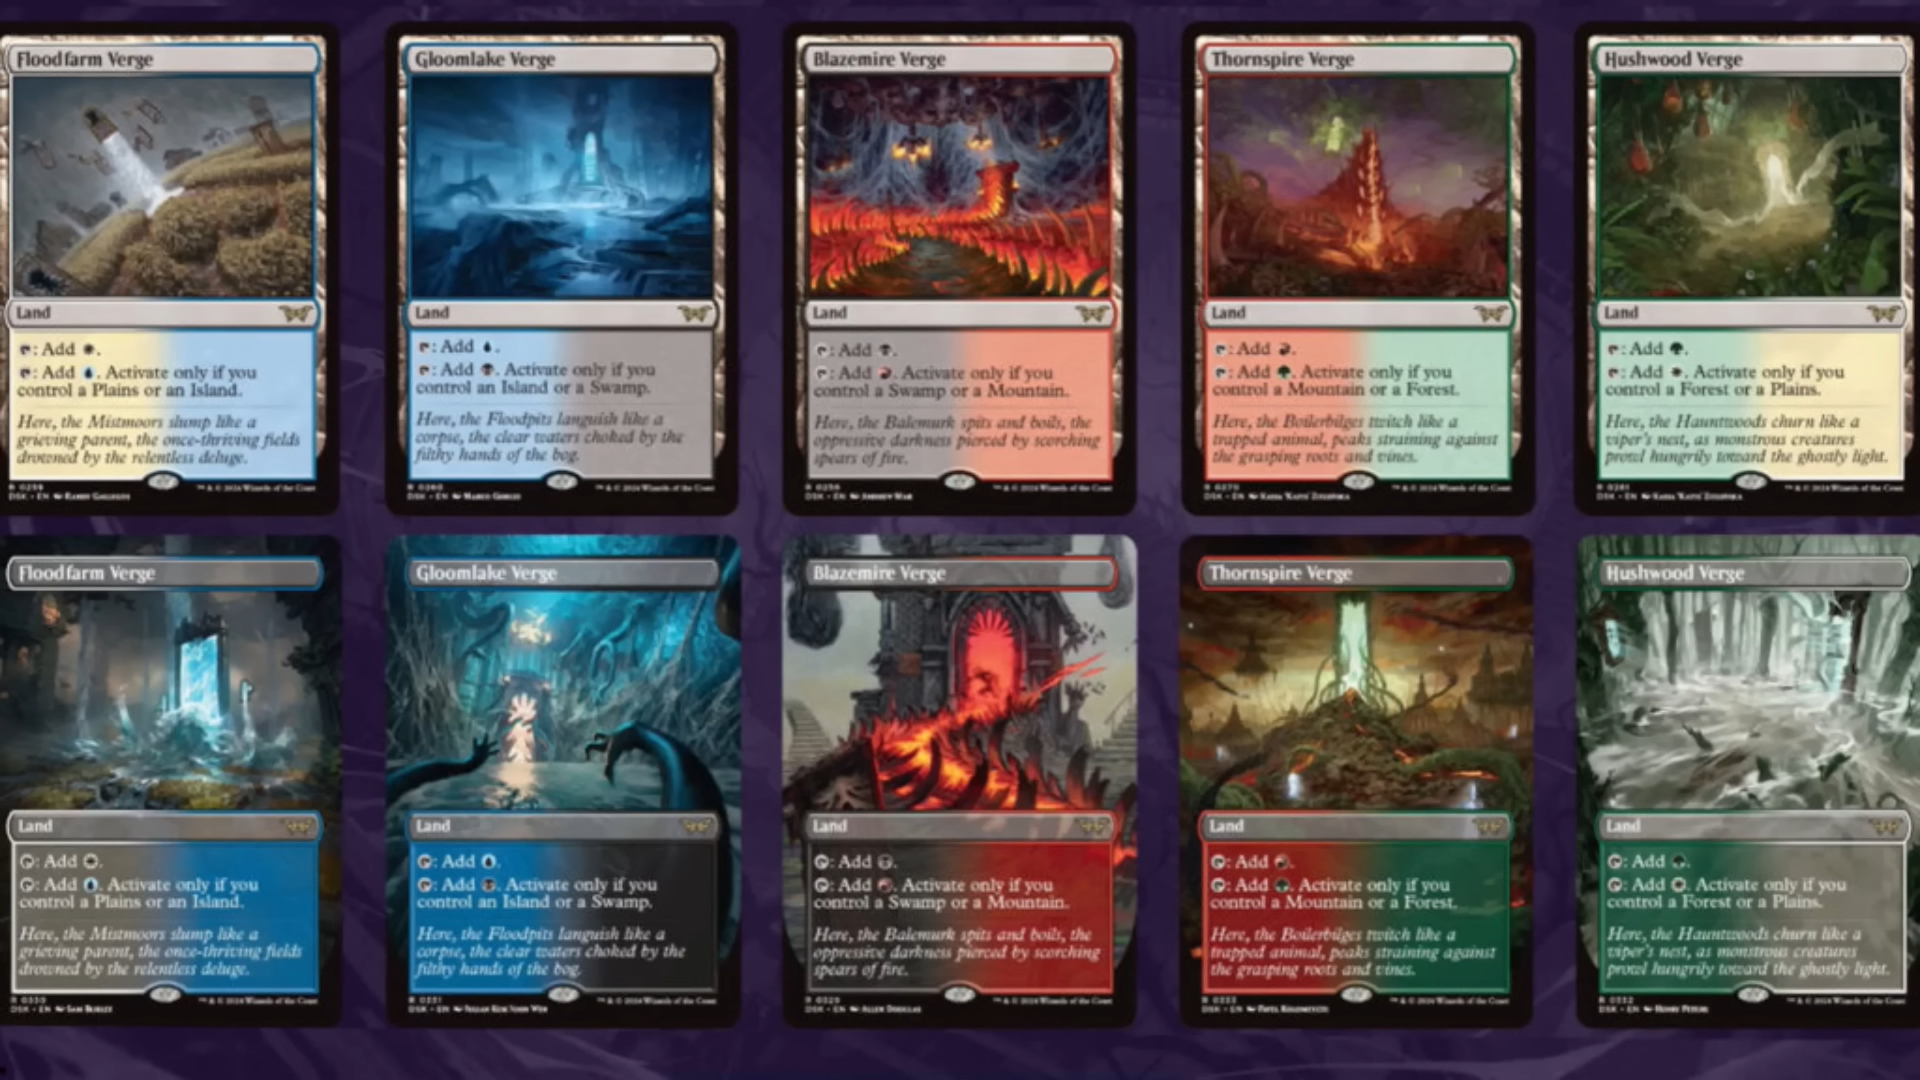 Floodfarm Verge
Land
: Add .
: Add . Activate only if you
control a Plains or an Island.
Here, the Mistmoors slump like a
grieving parent, the once-thriving fields
drowned by the relentless deluge.
Gloomlake Verge
Land
: Add .
: Add . Activate only if you
control an Island or a Swamp.
Here, the Floodpits languish like a
corpse, the clear waters choked by the
filthy hands of the bog.
Blazemire Verge
Land
: Add .
: Add . Activate only if you
control a Swamp or a Mountain.
Here, the Balemurk spits and boils, the
oppressive darkness pierced by scorching
spears of fire.
Thornspire Verge
Land
: Add .
: Add . Activate only if you
control a Mountain or a Forest.
Here, the Boilerbilges twitch like a
trapped animal, peaks straining against
the grasping roots and vines.
Hushwood Verge
Land
: Add .
: Add . Activate only if you
control a Forest or a Plains.
Here, the Hauntwoods churn like a
viper's nest, as monstrous creatures
prowl hungrily toward the ghostly light.
Floodfarm Verge
Land
: Add .
: Add . Activate only if you
control a Plains or an Island.
Here, the Mistmoors slump like a
grieving parent, the once-thriving fields
drowned by the relentless deluge.
Gloomlake Verge
Land
: Add .
: Add . Activate only if you
control an Island or a Swamp.
Here, the Floodpits languish like a
corpse, the clear waters choked by the
filthy hands of the bog.
Blazemire Verge
Land
: Add .
: Add . Activate only if you
control a Swamp or a Mountain.
Here, the Balemurk spits and boils, the
oppressive darkness pierced by scorching
spears of fire.
Thornspire Verge
Land
: Add .
: Add . Activate only if you
control a Mountain or a Forest.
Here, the Boilerbilges twitch like a
trapped animal, peaks straining against
the grasping roots and vines.
Hushwood Verge
Land
: Add .
: Add . Activate only if you
control a Forest or a Plains.
Here, the Hauntwoods churn like a
viper's nest, as monstrous creatures
prowl hungrily toward the ghostly light.